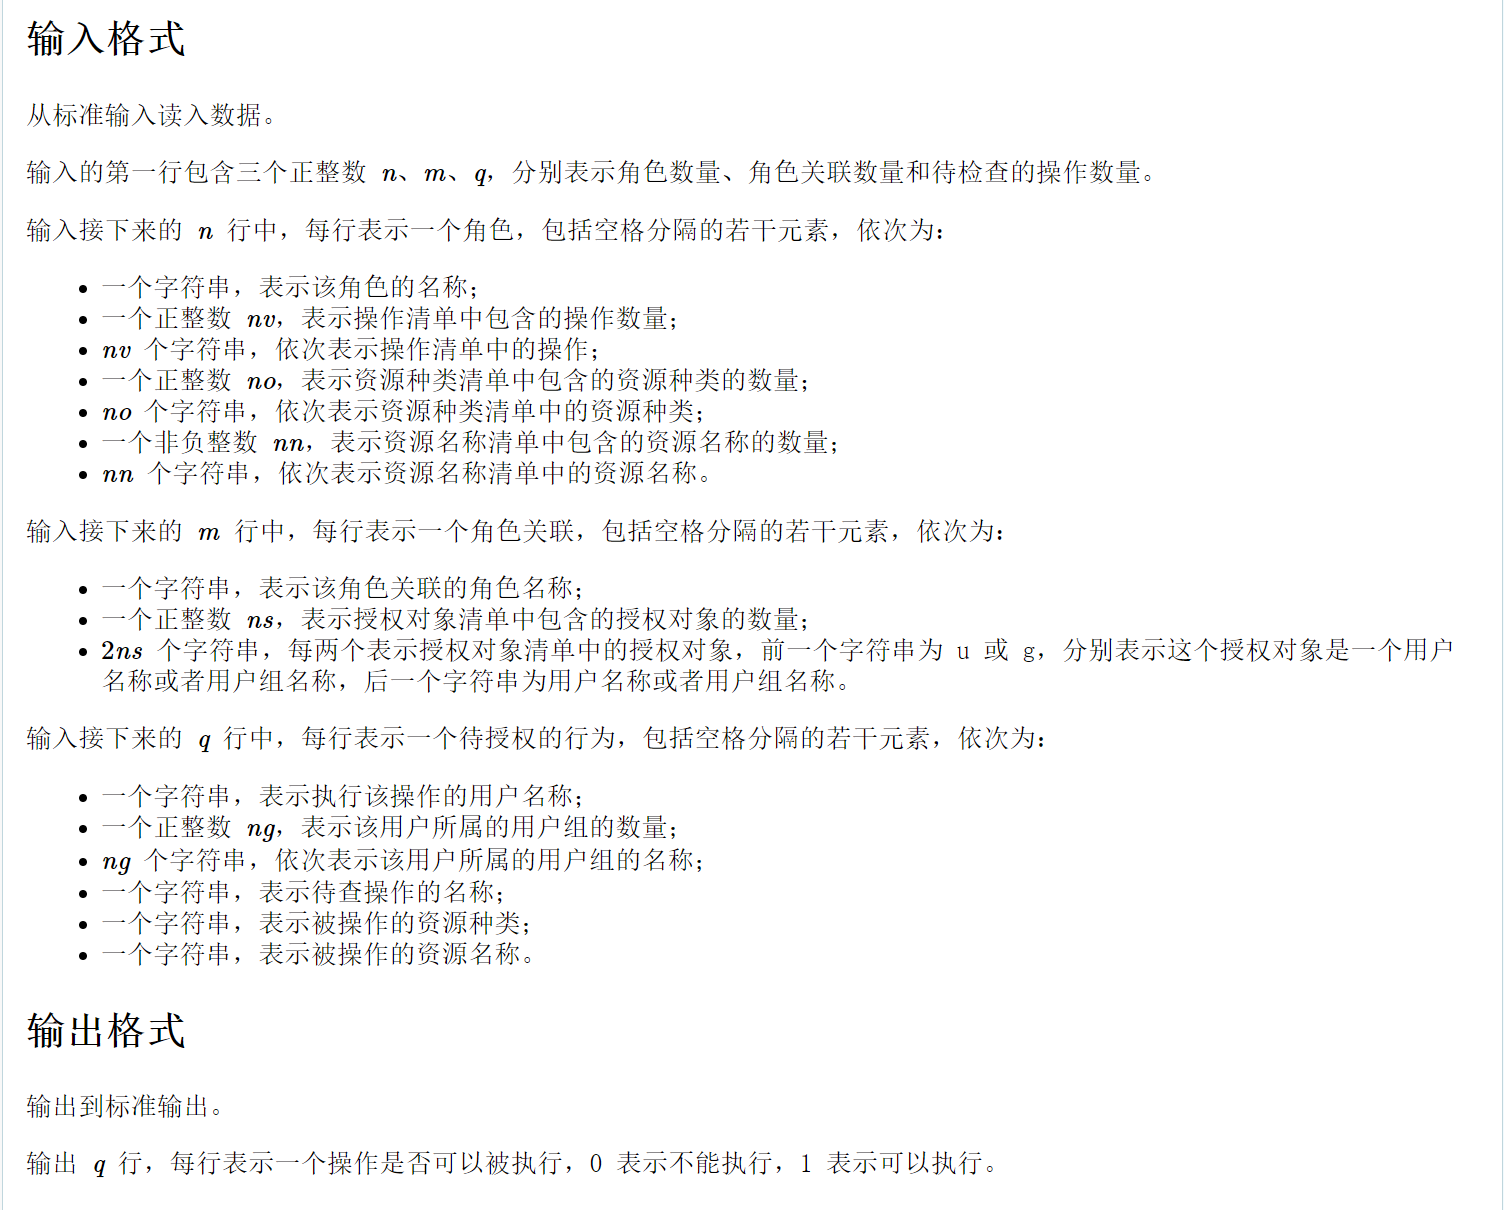 输入格式
从标准输入读入数据。
输入的第一行包含三个正整数 n、m、q，分别表示角色数量、角色关联数量和待检查的操作数量。
输入接下来的 n 行中，每行表示一个角色，包括空格分隔的若干元素，依次为：
• 一个字符串，表示该角色的名称；
• 一个正整数 nv，表示操作清单中包含的操作数量；
• nv 个字符串，依次表示操作清单中的操作；
• 一个正整数 no，表示资源种类清单中包含的资源种类的数量；
• no 个字符串，依次表示资源种类清单中的资源种类；
• 一个非负整数 nn，表示资源名称清单中包含的资源名称的数量；
• nn 个字符串，依次表示资源名称清单中的资源名称。
输入接下来的 m 行中，每行表示一个角色关联，包括空格分隔的若干元素，依次为：
• 一个字符串，表示该角色关联的角色名称；
• 一个正整数 ns，表示授权对象清单中包含的授权对象的数量；
• 2ns 个字符串，每两个表示授权对象清单中的授权对象，前一个字符串为 u 或 g，分别表示这个授权对象是一个用户
名称或者用户组名称，后一个字符串为用户名称或者用户组名称。
输入接下来的 q 行中，每行表示一个待授权的行为，包括空格分隔的若干元素，依次为：
• 一个字符串，表示执行该操作的用户名称；
• 一个正整数 ng，表示该用户所属的用户组的数量；
• ng 个字符串，依次表示该用户所属的用户组的名称；
• 一个字符串，表示待查操作的名称；
• 一个字符串，表示被操作的资源种类；
• 一个字符串，表示被操作的资源名称。
输出格式
输出到标准输出。
输出 q 行，每行表示一个操作是否可以被执行，0 表示不能执行，1 表示可以执行。